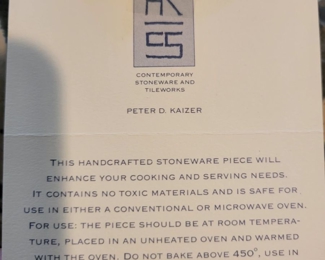 CONTEMPORARY
STONEWARE AND
TILEWORKS
PETER D. KAIZER
THIS HANDCRAFTED STONEWARE PIECE WILL
ENHANCE YOUR COOKING AND SERVING NEEDS.
IT CONTAINS NO TOXIC MATERIALS AND IS SAFE FOR
USE IN EITHER A CONVENTIONAL OR MICROWAVE OVEN.
FOR USE: THE PIECE SHOULD BE AT ROOM TEMPERA-
TURE, PLACED IN AN UNHEATED OVEN AND WARMED
WITH THE OVEN. DO NOT BAKE ABOVE 450°, USE IN